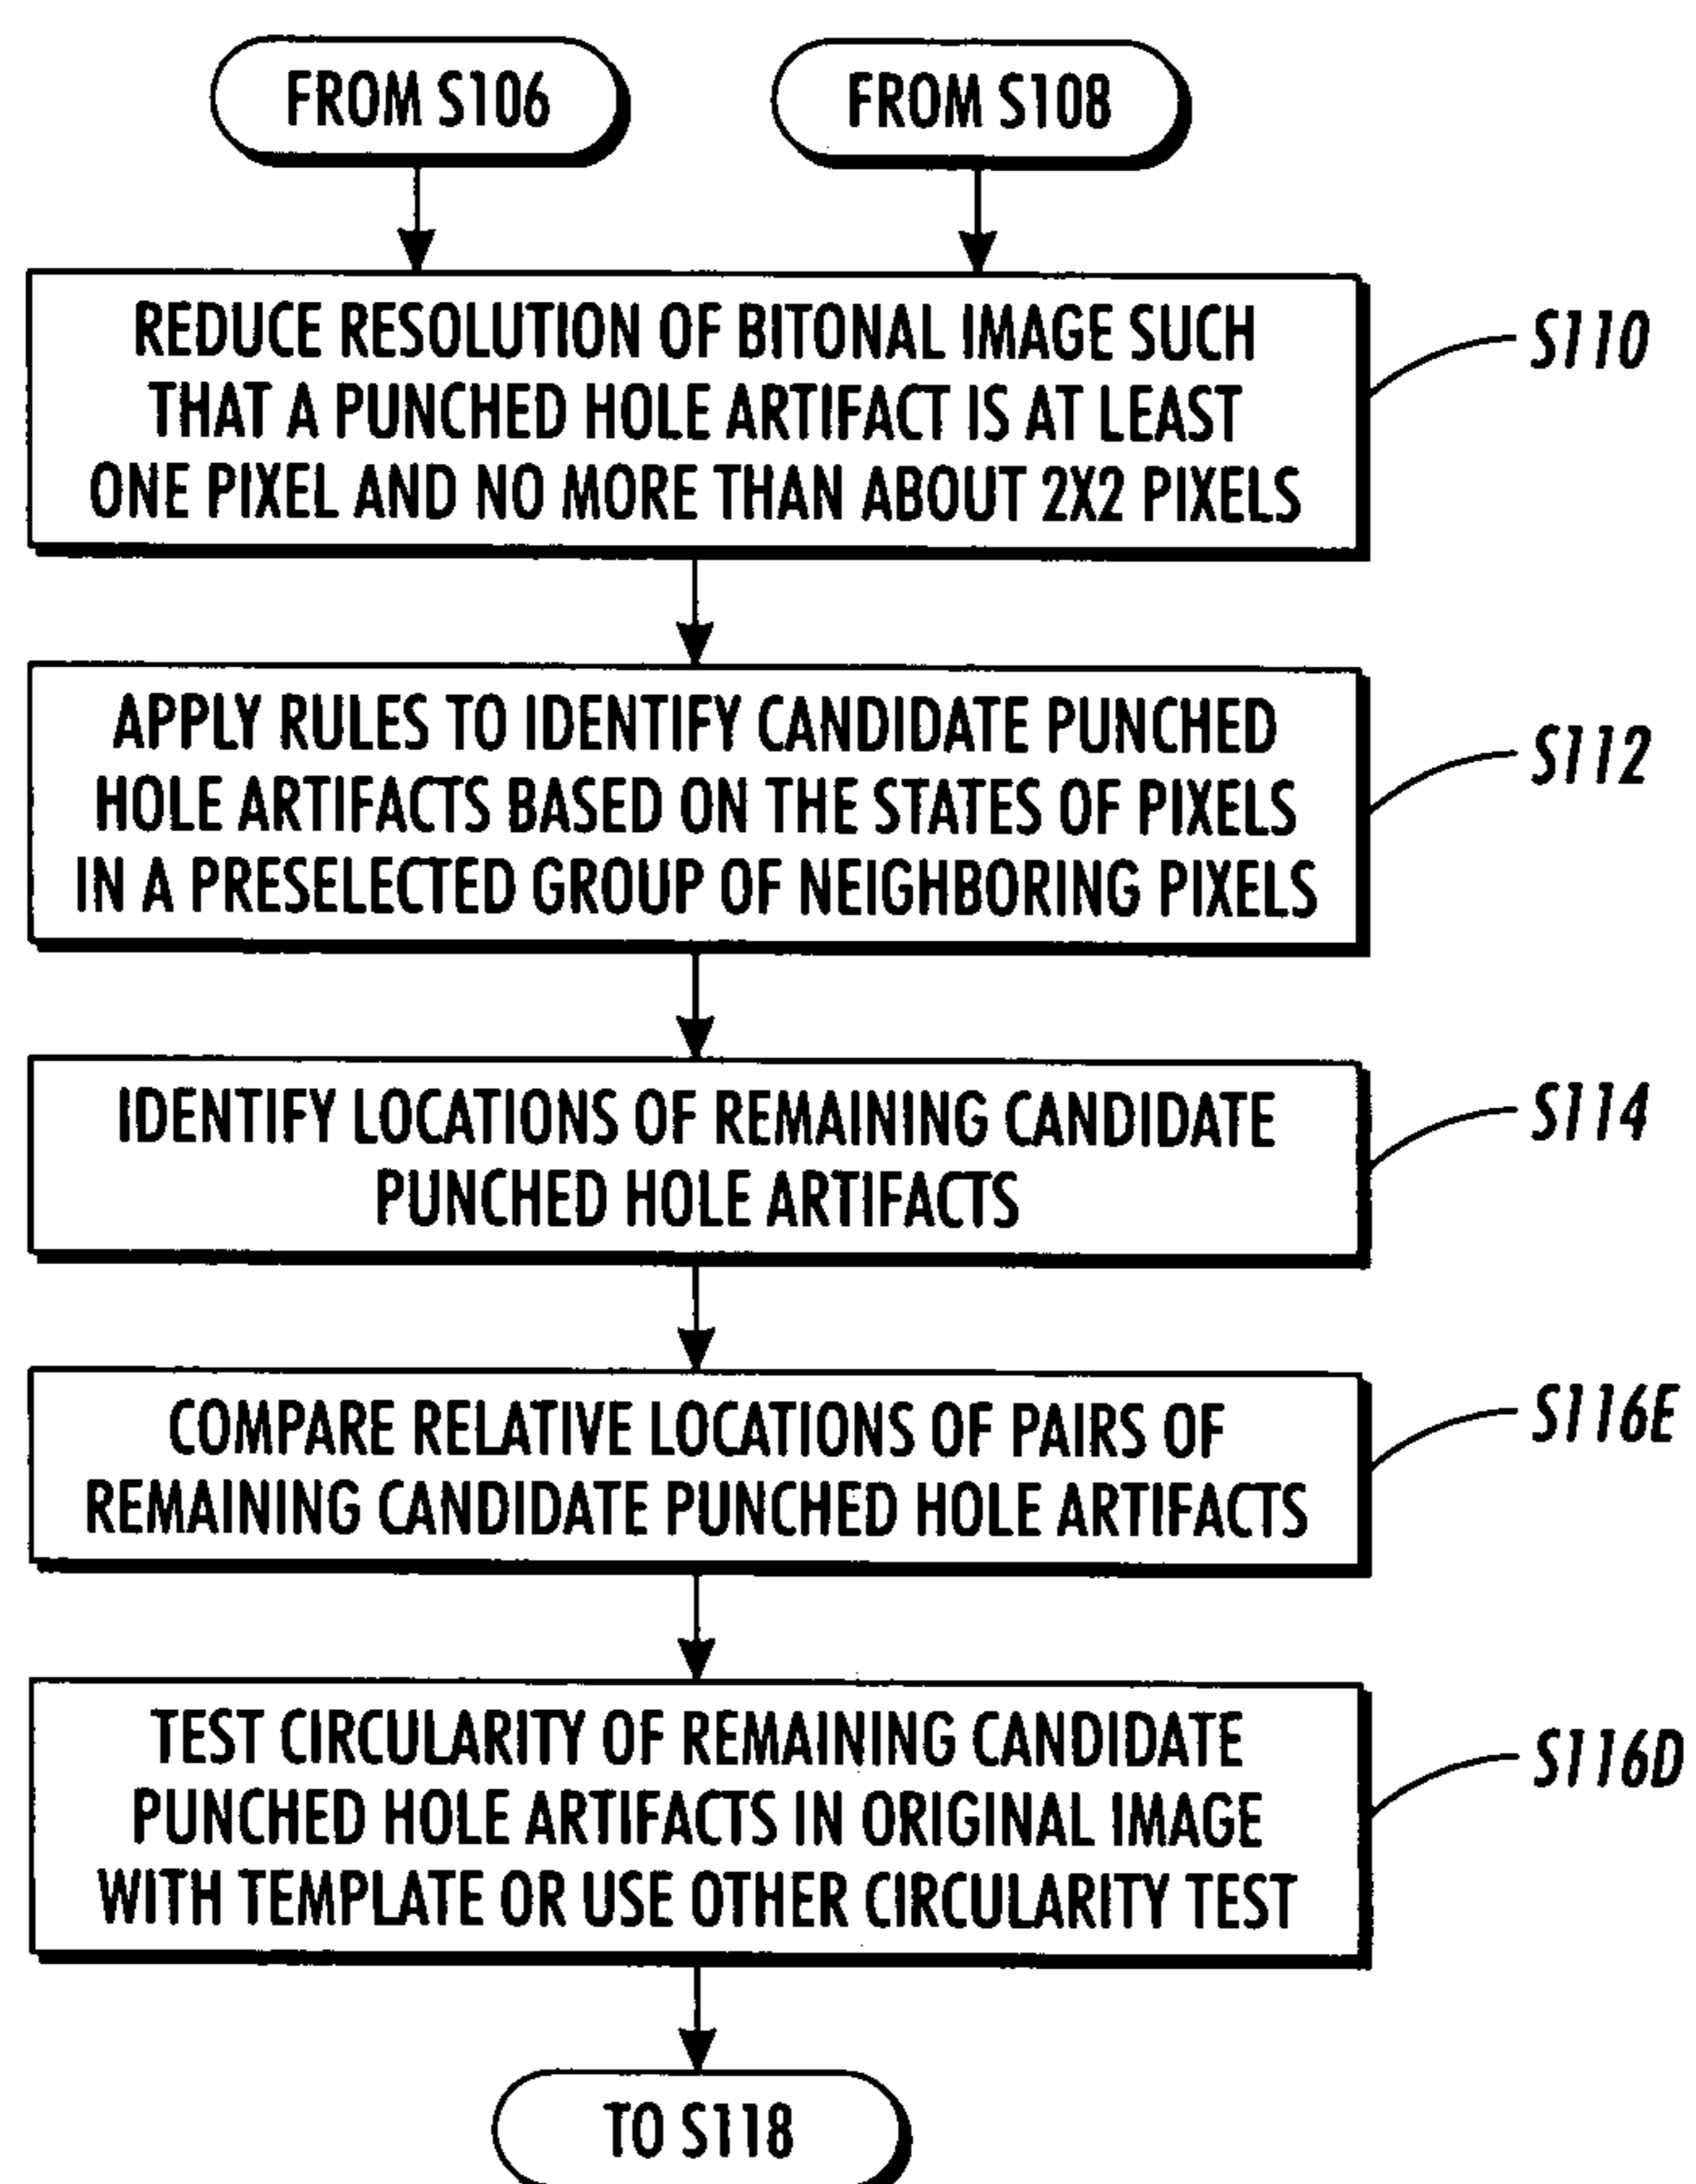 FROM S106
FROM S108
REDUCE RESOLUTION OF BITONAL IMAGE SUCH
THAT A PUNCHED HOLE ARTIFACT IS AT LEAST
ONE PIXEL AND NO MORE THAN ABOUT 2X2 PIXELS
S110
APPLY RULES TO IDENTIFY CANDIDATE PUNCHED
HOLE ARTIFACTS BASED ON THE STATES OF PIXELS
IN A PRESELECTED GROUP OF NEIGHBORING PIXELS
S112
IDENTIFY LOCATIONS OF REMAINING CANDIDATE
PUNCHED HOLE ARTIFACTS
S114
COMPARE RELATIVE LOCATIONS OF PAIRS OF
REMAINING CANDIDATE PUNCHED HOLE ARTIFACTS
S116E
TEST CIRCULARITY OF REMAINING CANDIDATE
PUNCHED HOLE ARTIFACTS IN ORIGINAL IMAGE
WITH TEMPLATE OR USE OTHER CIRCULARITY TEST
S116D
TO S118